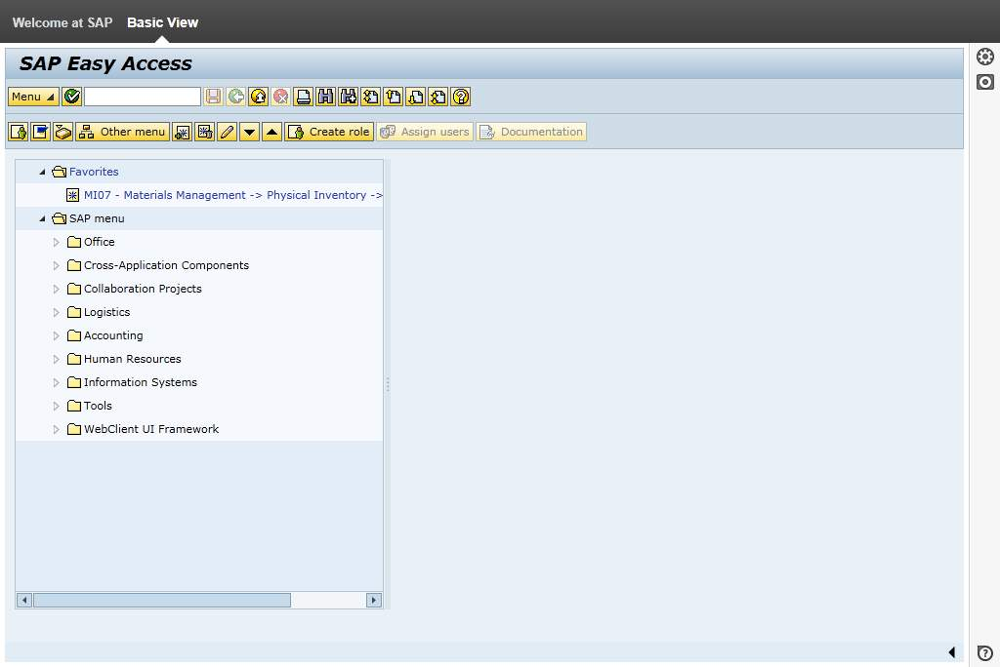 Welcome at SAP Basic View
SAP Easy Access
Menu
Other menu Create role Assign users Documentation
Favorites
MI07 - Materials Management -> Physical Inventory ->
SAP menu
Office
Cross-Application Components
Collaboration Projects
Logistics
Accounting
Human Resources
Information Systems
Tools
WebClient UI Framework